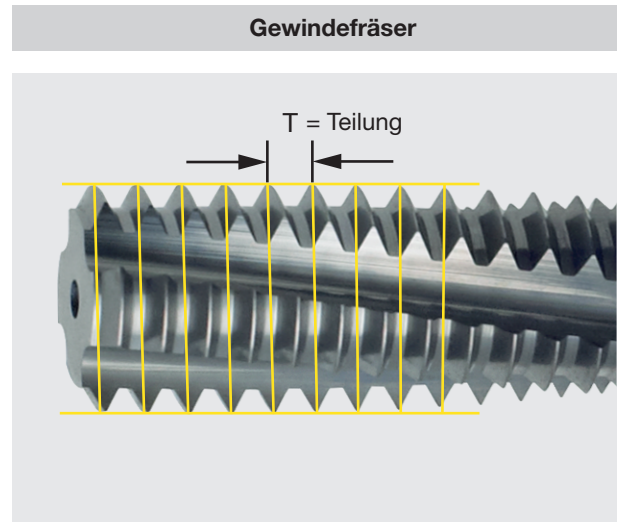 Gewindefräser
T = Teilung